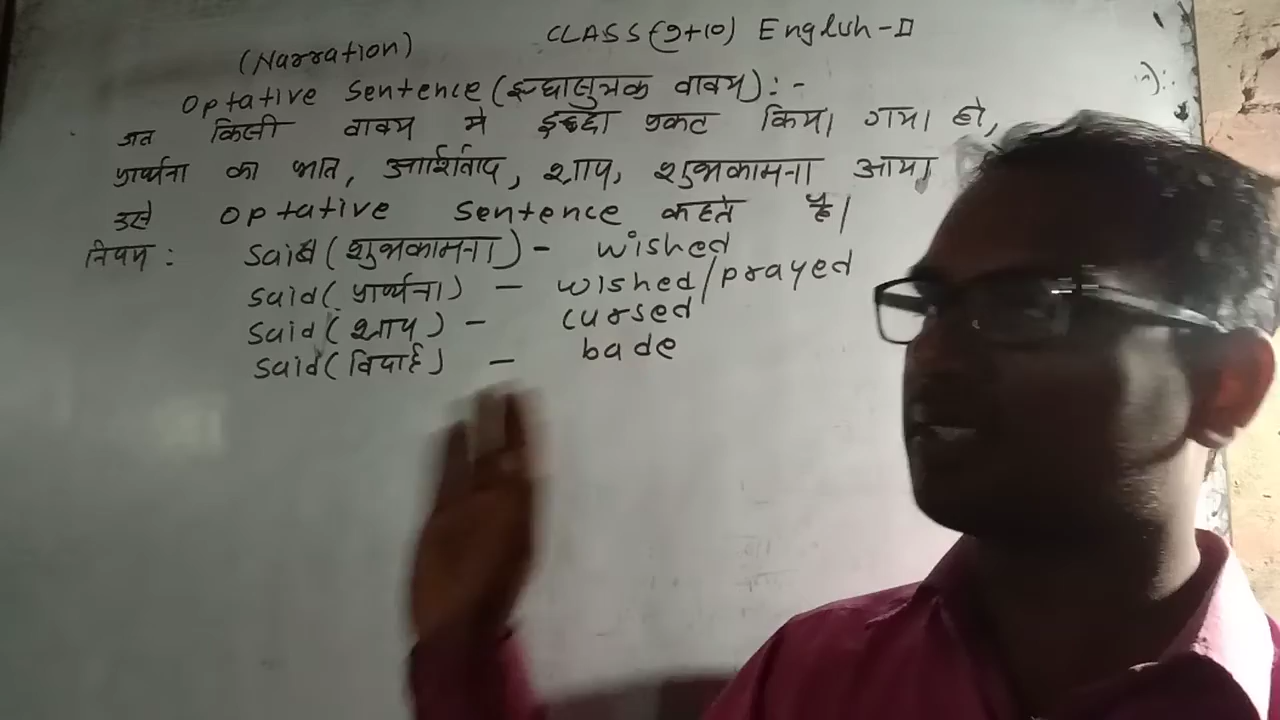 CLASS (9+10) English-II
(Narration)
Optative Sentence (इच्छासुचक वाक्य) : -
जब किसी वाक्य मे इच्छा प्रकट किया गया हो,
प्रार्थना का भाव, आर्शिवाद, शाप, शुभकामना आया
उसे optative sentence कहते है।
नियम : said (शुभकामना) - wished
said (प्रार्थना) - wished/prayed
said (शाप) - cursed
said (विदाई) - bade